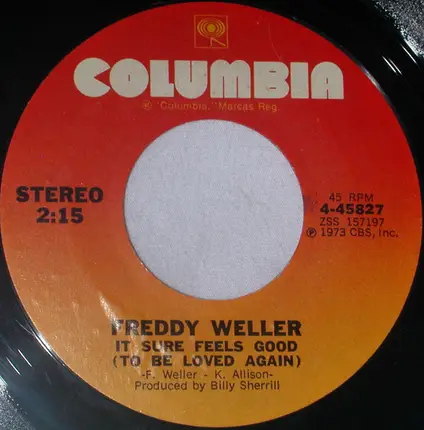 COLUMBIA
® "Columbia," Marcas Reg.
STEREO
2:15
45 RPM
4-45827
ZSS 157197
℗ 1973 CBS, Inc.
FREDDY WELLER
IT SURE FEELS GOOD
(TO BE LOVED AGAIN)
-F. Weller - K. Allison-
Produced by Billy Sherrill